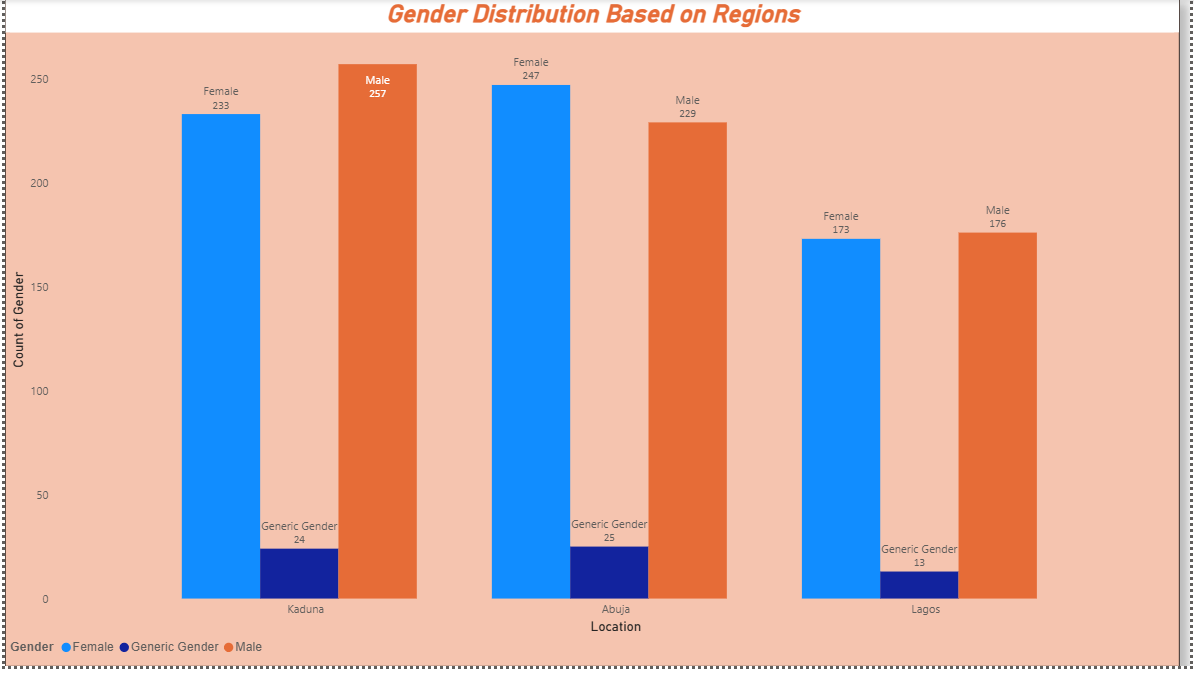 Gender Distribution Based on Regions
Count of Gender
250
200
150
100
50
0
Female
233
Generic Gender
24
Male
257
Female
247
Generic Gender
25
Male
229
Female
173
Generic Gender
13
Male
176
Kaduna
Abuja
Lagos
Location
Gender Female Generic Gender Male